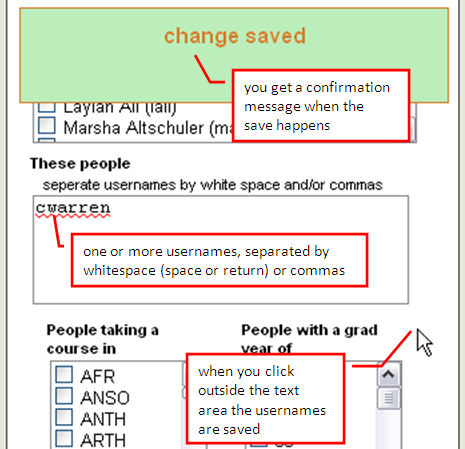 change saved
you get a confirmation
message when the
save happens
Laylah Ali (lali)
Marsha Altschuler (ma
These people
seperate usernames by white space and/or commas
cwarren
one or more usernames, separated by
whitespace (space or return) or commas
People taking a
course in
People with a grad
year of
when you click
outside the text
area the usernames
are saved
AFR
ANSO
ANTH
ARTH